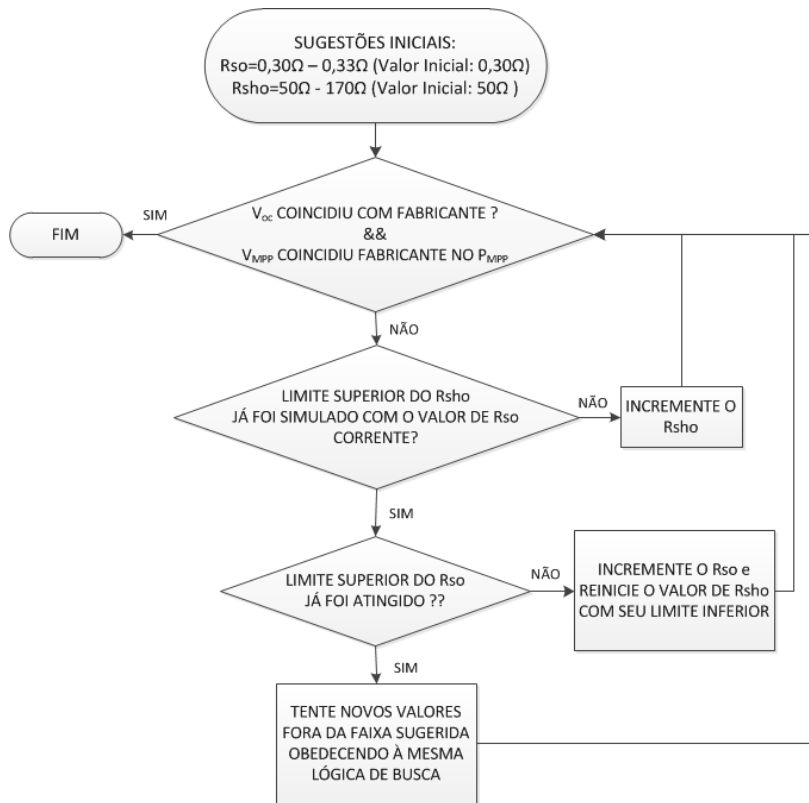 SUGESTÕES INICIAIS:
Rso=0,30Ω – 0,33Ω (Valor Inicial: 0,30Ω)
Rsho=50Ω - 170Ω (Valor Inicial: 50Ω )
Voc COINCIDIU COM FABRICANTE ?
&&
VMPP COINCIDIU FABRICANTE NO PMPP
SIM
FIM
NÃO
LIMITE SUPERIOR DO Rsho
JÁ FOI SIMULADO COM O VALOR DE Rso
CORRENTE?
NÃO
INCREMENTE O
Rsho
SIM
LIMITE SUPERIOR DO Rso
JÁ FOI ATINGIDO ??
NÃO
INCREMENTE O Rso e
REINICIE O VALOR DE Rsho
COM SEU LIMITE INFERIOR
SIM
TENTE NOVOS VALORES
FORA DA FAIXA SUGERIDA
OBEDECENDO À MESMA
LÓGICA DE BUSCA